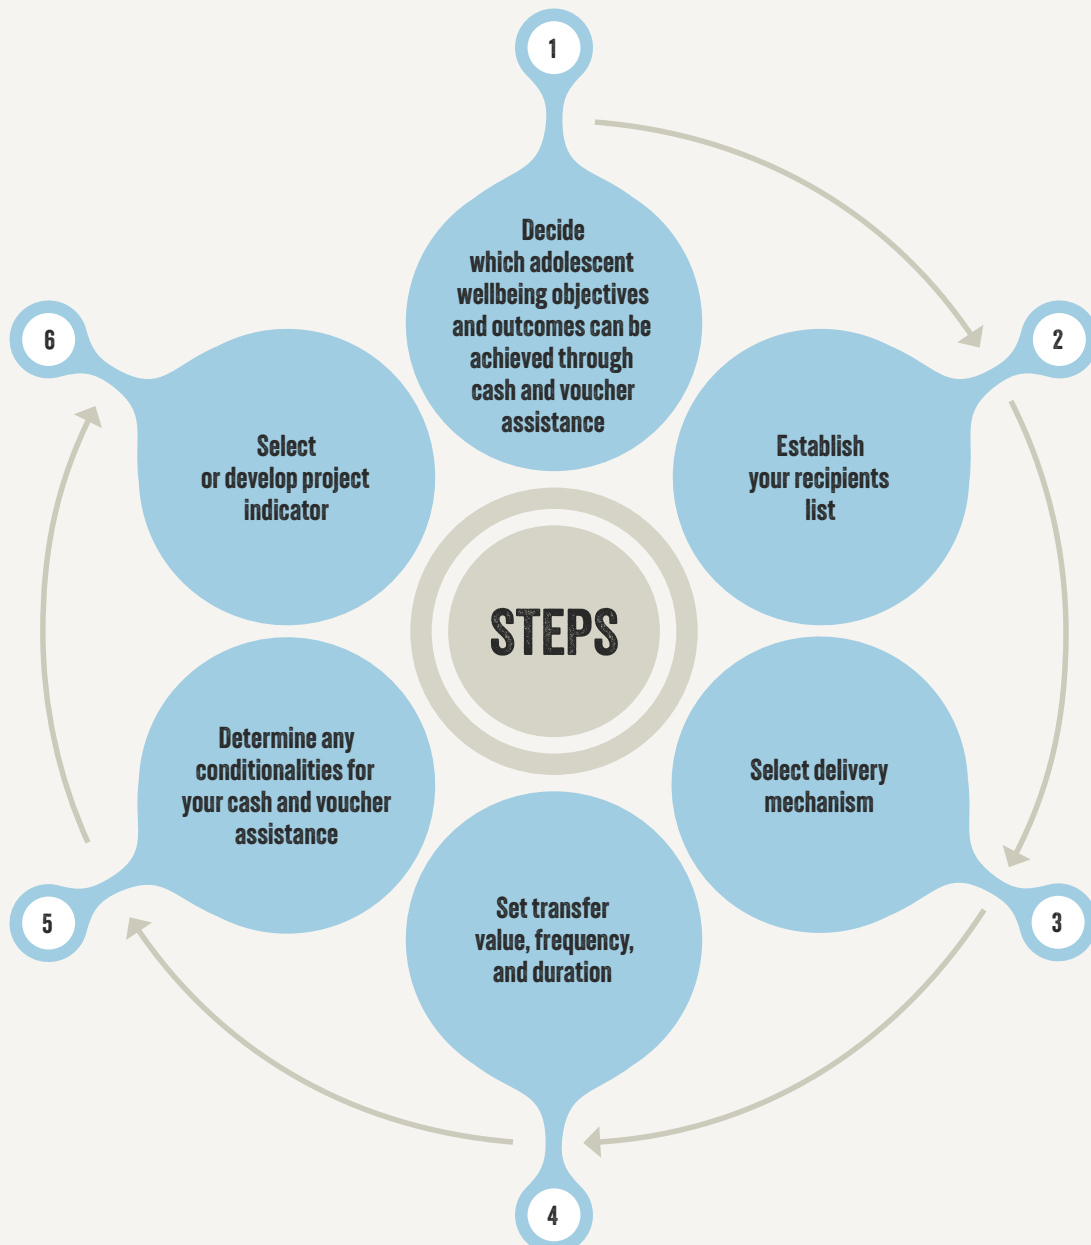 1
Decide
which adolescent
wellbeing objectives
and outcomes can be
achieved through
cash and voucher
assistance
2
Establish
your recipients
list
3
Select delivery
mechanism
4
Set transfer
value, frequency,
and duration
5
Determine any
conditionalities for
your cash and voucher
assistance
6
Select
or develop project
indicator
STEPS